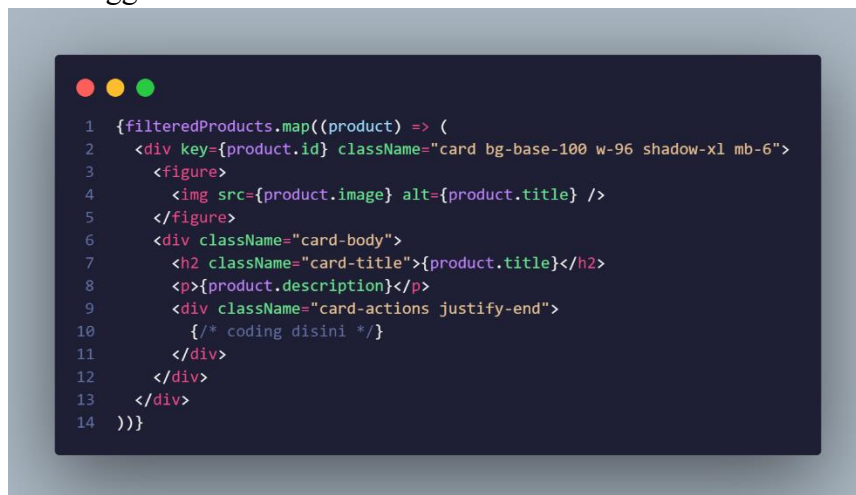 1 {filteredProducts.map((product) => (
2 <div key={product.id} className="card bg-base-100 w-96 shadow-xl mb-6">
3 <figure>
4 <img src={product.image} alt={product.title} />
5 </figure>
6 <div className="card-body">
7 <h2 className="card-title">{product.title}</h2>
8 <p>{product.description}</p>
9 <div className="card-actions justify-end">
10 {/* coding disini */}
11 </div>
12 </div>
13 </div>
14 ))}